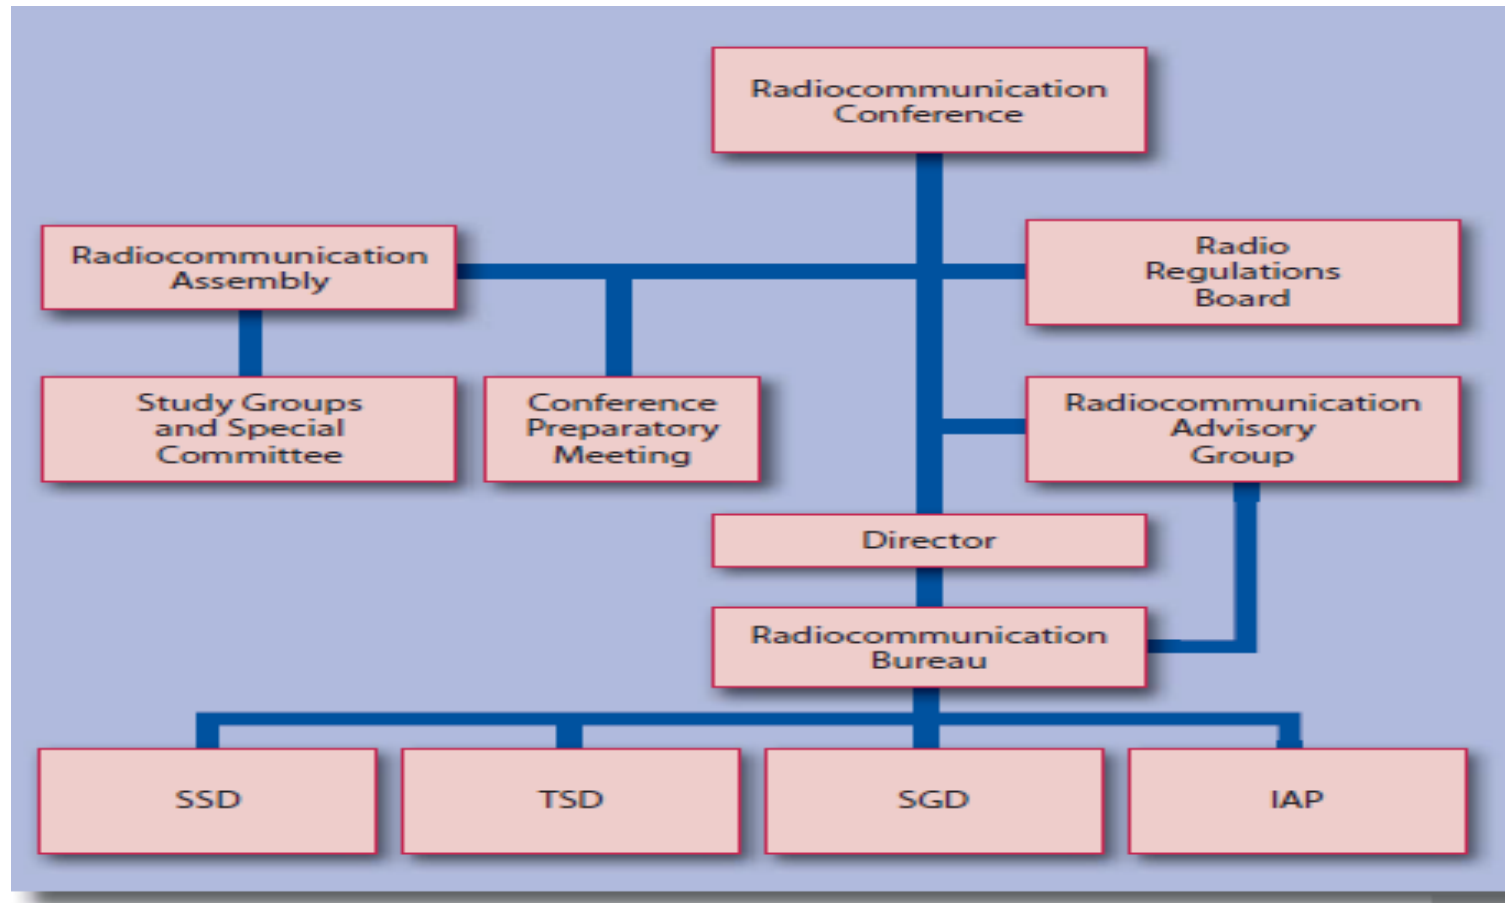 Radiocommunication
Conference
Radiocommunication
Assembly
Radio
Regulations
Board
Study Groups
and Special
Committee
Conference
Preparatory
Meeting
Radiocommunication
Advisory
Group
Director
Radiocommunication
Bureau
SSD
TSD
SGD
IAP